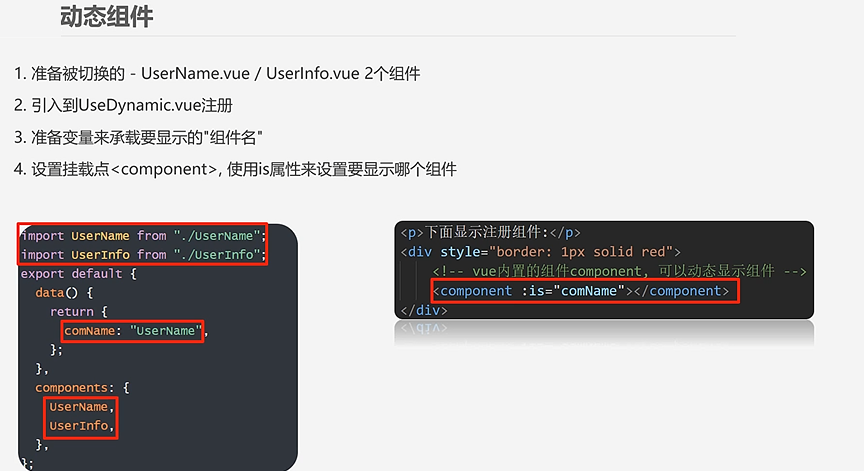 动态组件
1. 准备被切换的 - UserName.vue / UserInfo.vue 2个组件
2. 引入到UseDynamic.vue注册
3. 准备变量来承载要显示的"组件名"
4. 设置挂载点<component>, 使用is属性来设置要显示哪个组件
import UserName from "./UserName";
import UserInfo from "./UserInfo";
export default {
data() {
return {
comName: "UserName",
};
},
components: {
UserName,
UserInfo,
},
};
<p>下面显示注册组件:</p>
<div style="border: 1px solid red">
<!-- vue内置的组件component, 可以动态显示组件 -->
<component :is="comName"></component>
</div>